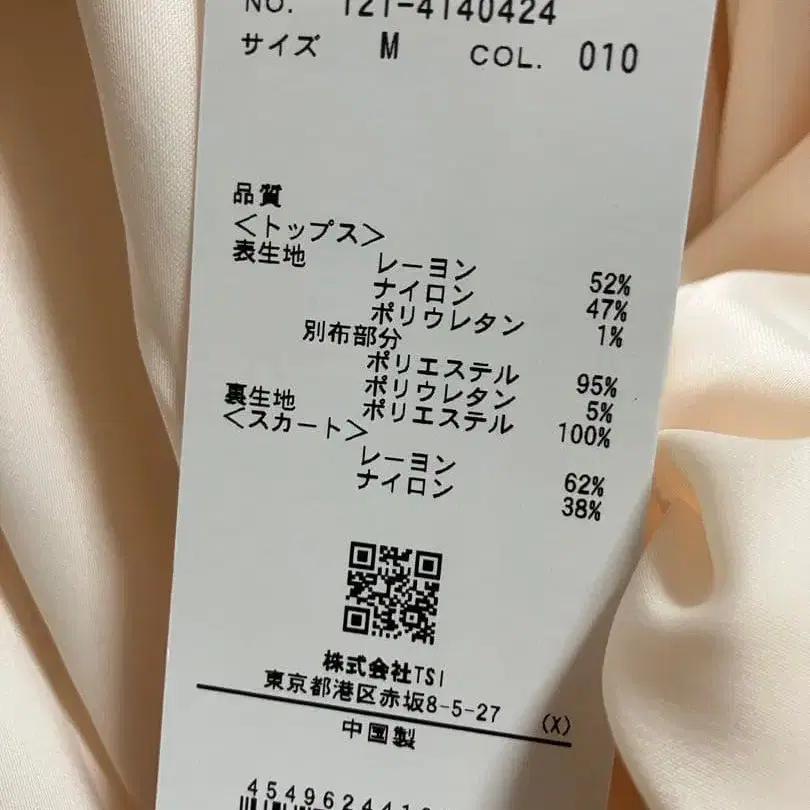 NO. 121-4140424
サイズ M COL. 010
品質
<トップス>
表生地 レーヨン 52%
ナイロン 47%
ポリウレタン 1%
別布部分
ポリエステル 95%
ポリウレタン 5%
裏生地 ポリエステル 100%
<スカート>
レーヨン 62%
ナイロン 38%
株式会社TSI
東京都港区赤坂8-5-27 (X)
中国製